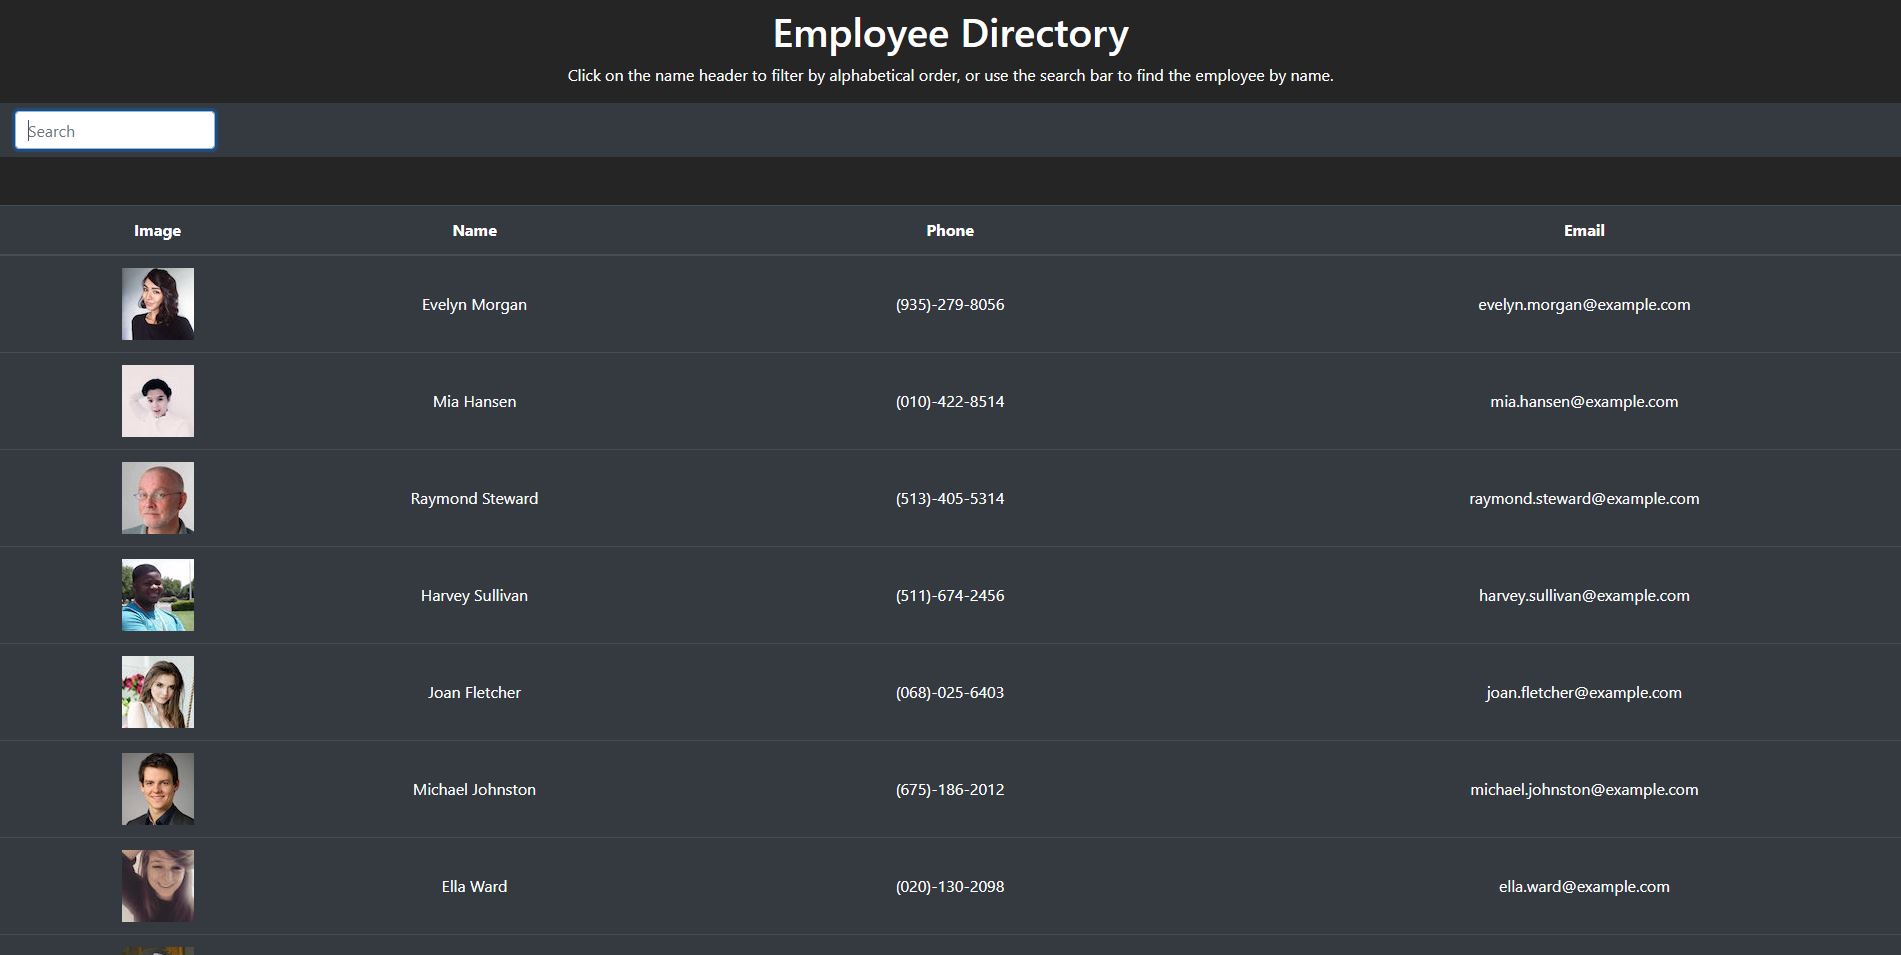 Employee Directory
Click on the name header to filter by alphabetical order, or use the search bar to find the employee by name.
Search
Image Name Phone Email
Evelyn Morgan (935)-279-8056 evelyn.morgan@example.com
Mia Hansen (010)-422-8514 mia.hansen@example.com
Raymond Steward (513)-405-5314 raymond.steward@example.com
Harvey Sullivan (511)-674-2456 harvey.sullivan@example.com
Joan Fletcher (068)-025-6403 joan.fletcher@example.com
Michael Johnston (675)-186-2012 michael.johnston@example.com
Ella Ward (020)-130-2098 ella.ward@example.com